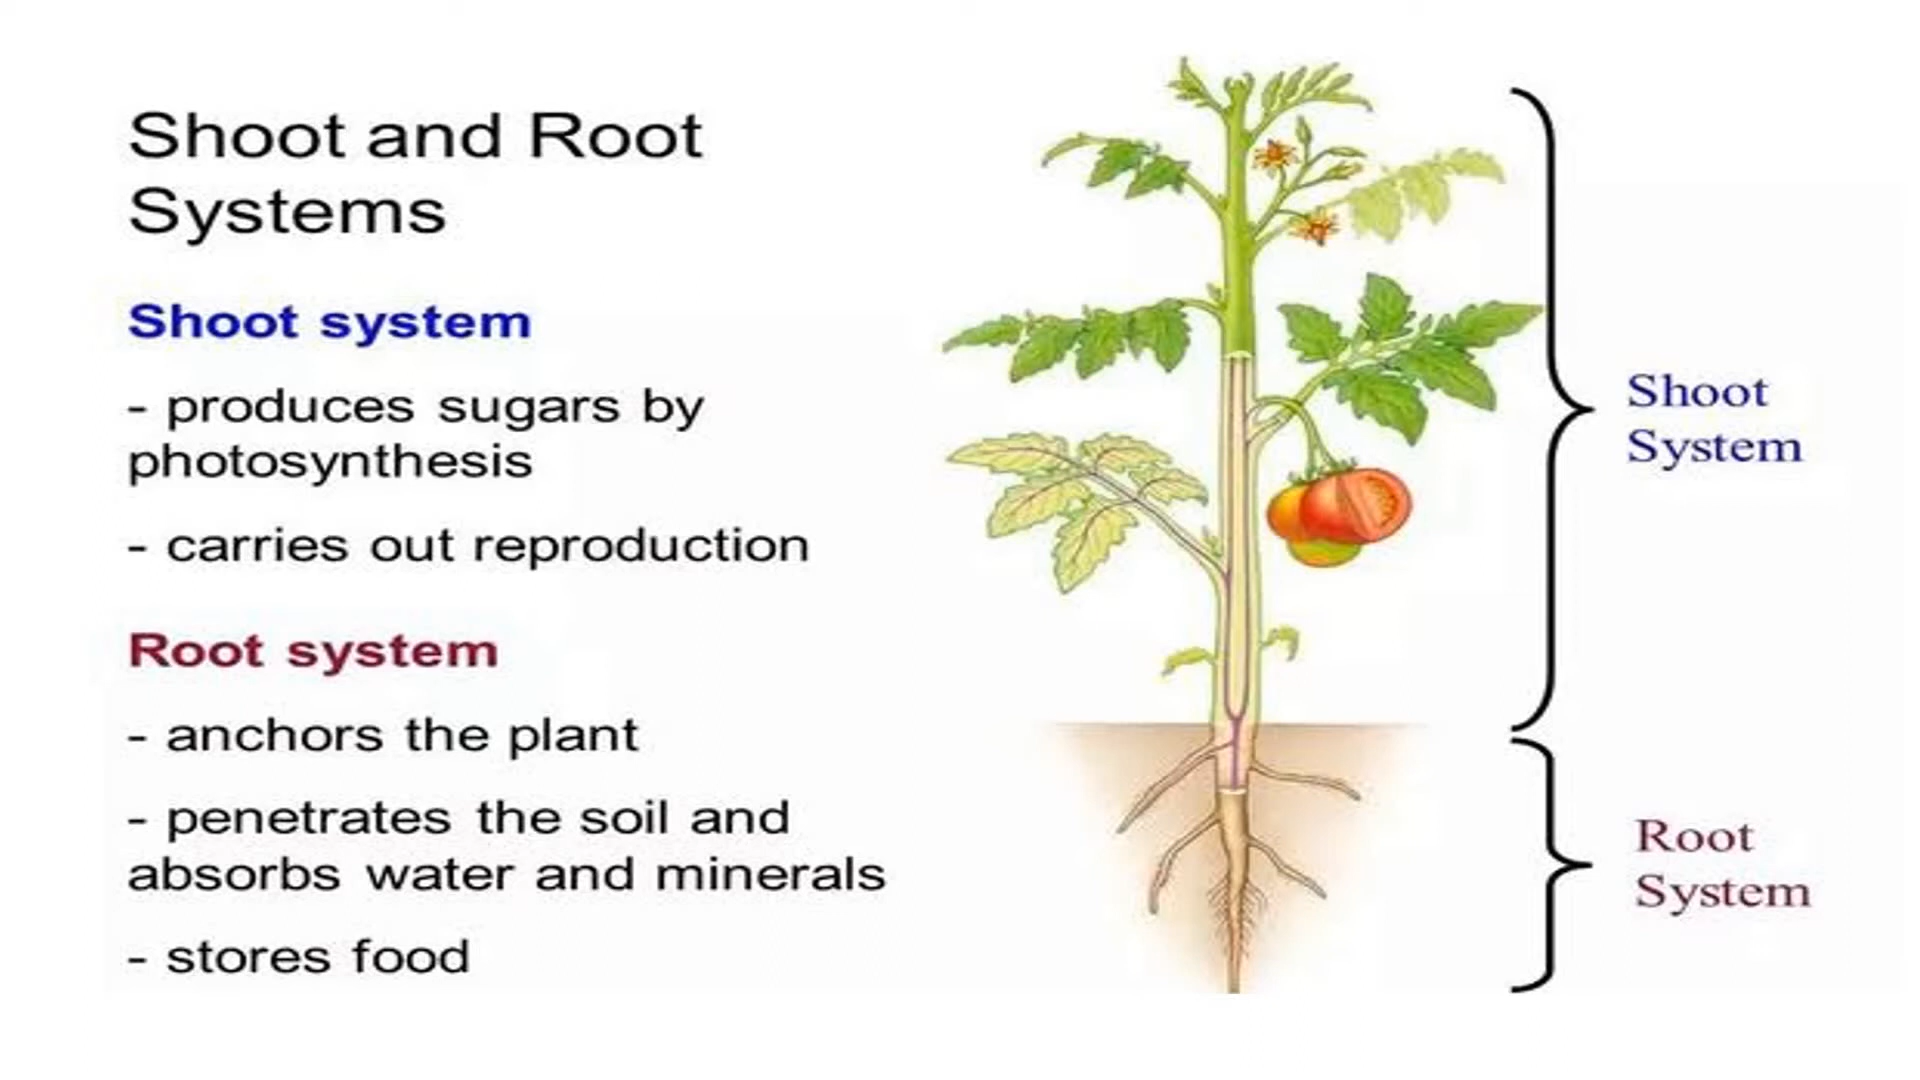 Shoot and Root
Systems
Shoot system
- produces sugars by
photosynthesis
- carries out reproduction
Root system
- anchors the plant
- penetrates the soil and
absorbs water and minerals
- stores food
Shoot
System
Root
System